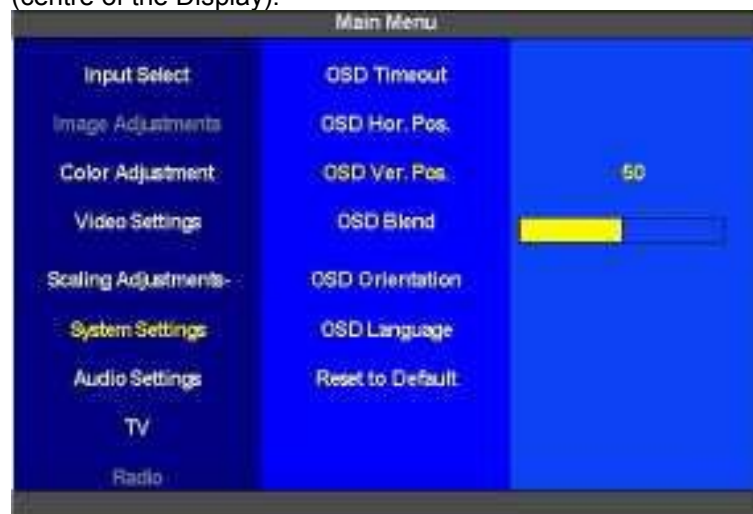 (centre of the Display).
Main Menu
Input Select
Image Adjustments
Color Adjustment
Video Settings
Scaling Adjustments-
System Settings
Audio Settings
TV
Radio
OSD Timeout
OSD Hor. Pos.
OSD Ver. Pos.
OSD Blend
OSD Orientation
OSD Language
Reset to Default
50